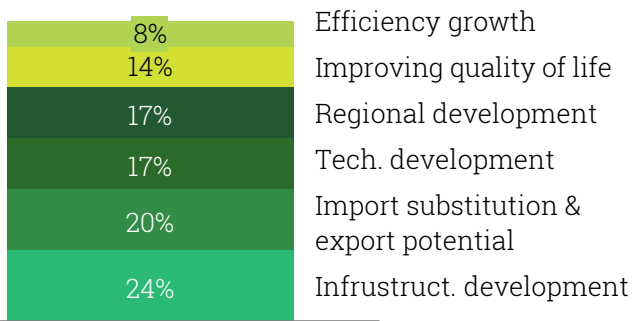 8% Efficiency growth
14% Improving quality of life
17% Regional development
17% Tech. development
20% Import substitution &
export potential
24% Infrustruct. development